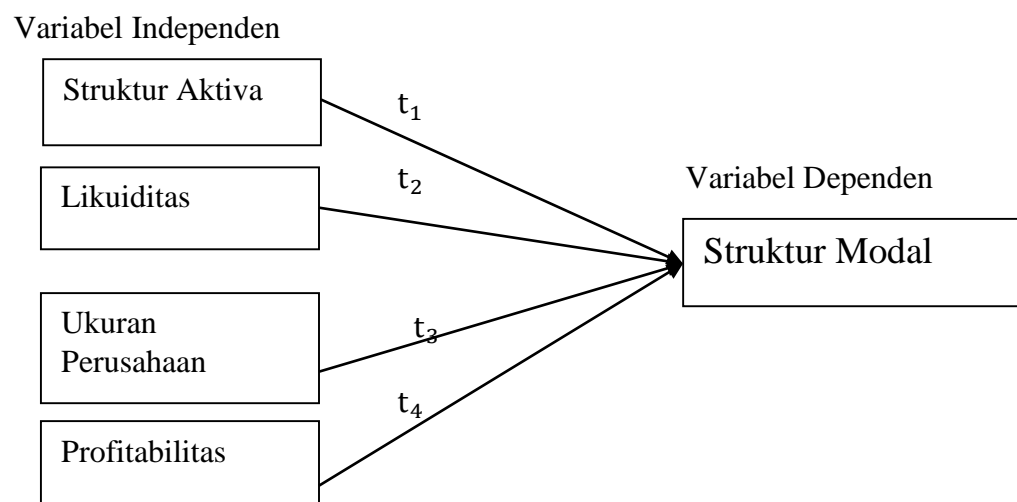 Variabel Independen
Struktur Aktiva
t₁
Likuiditas
t₂
Variabel Dependen
Struktur Modal
Ukuran
Perusahaan
t₃
t₄
Profitabilitas